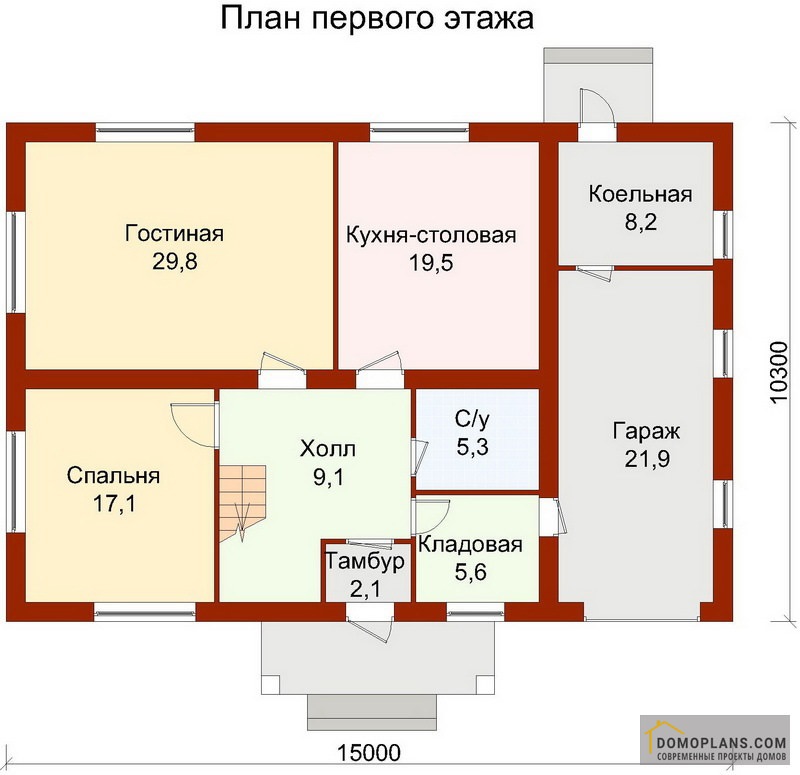 План первого этажа
Коельная
8,2
Гостиная
29,8
Кухня-столовая
19,5
10300
С/у
5,3
Гараж
21,9
Холл
9,1
Спальня
17,1
Кладовая
5,6
Тамбур
2,1
15000
DOMOPLANS.COM
СОВРЕМЕННЫЕ ПРОЕКТЫ ДОМОВ